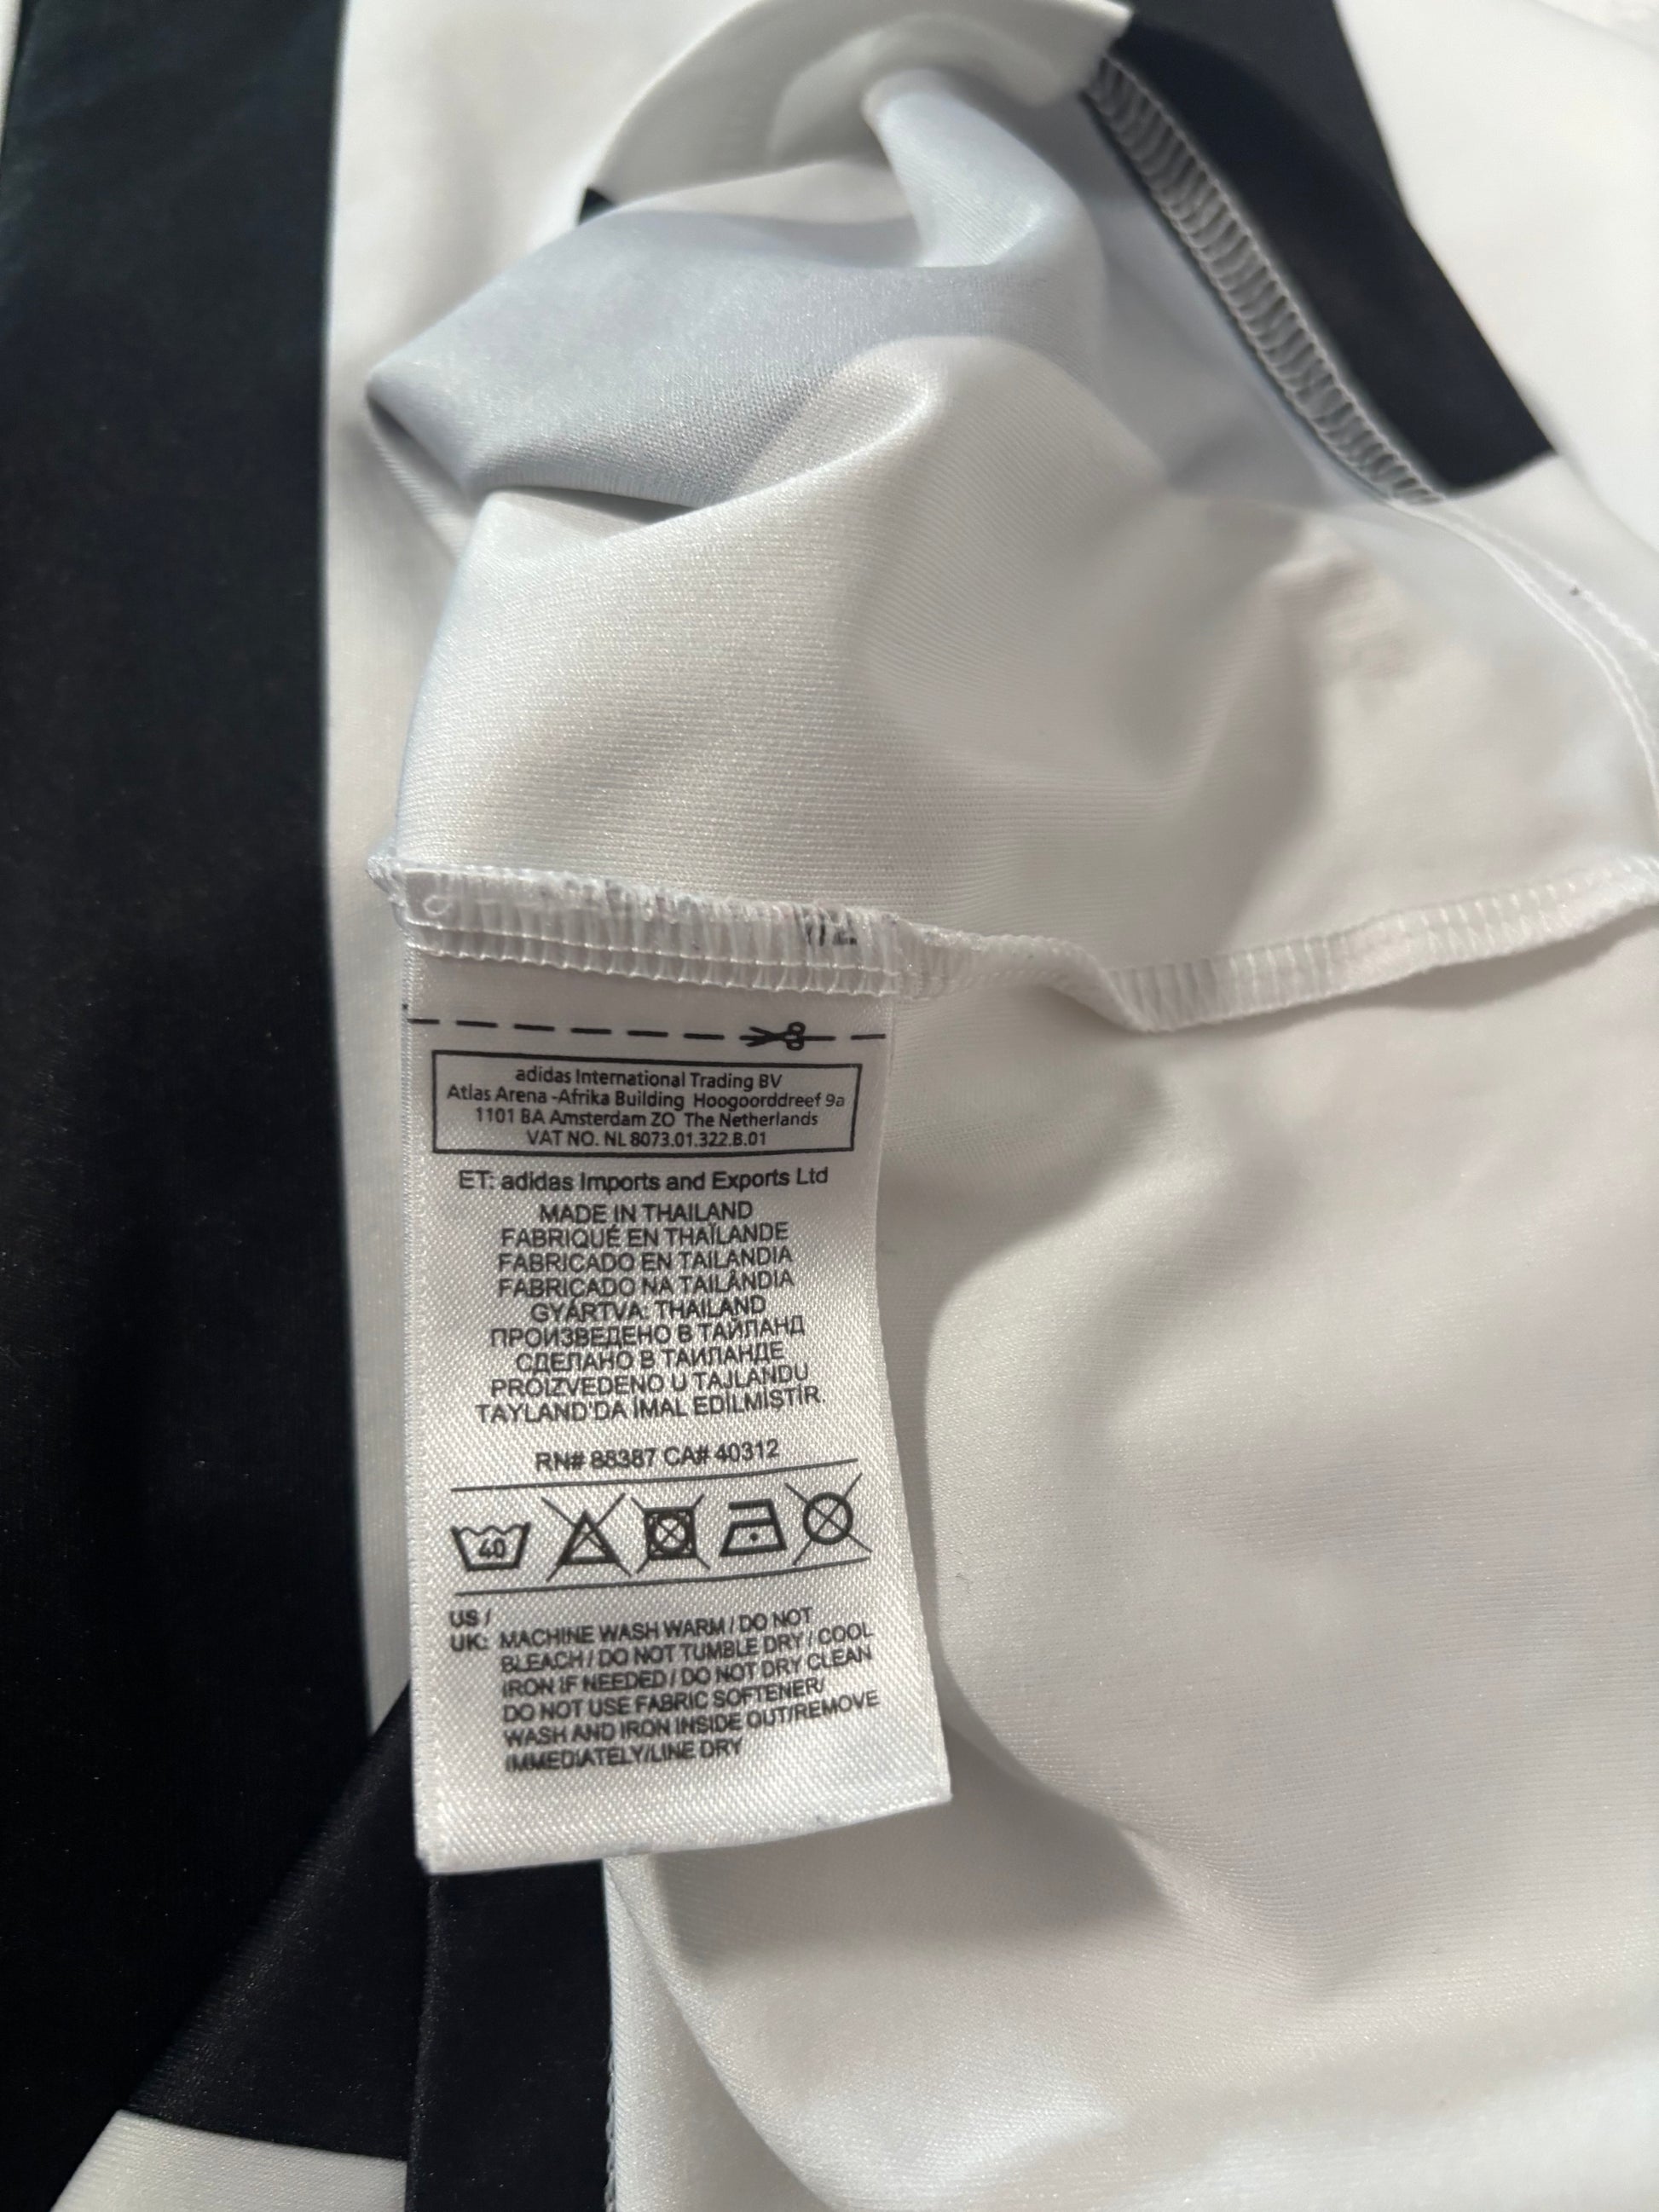 adidas International Trading BV
Atlas Arena -Afrika Building Hoogoorddreef 9a
1101 BA Amsterdam ZO The Netherlands
VAT NO. NL 8073.01.322.B.01
ET: adidas Imports and Exports Ltd
MADE IN THAILAND
FABRIQUÉ EN THAÏLANDE
FABRICADO EN TAILANDIA
FABRICADO NA TAILÂNDIA
GYÁRTVA: THAILAND
ПРОИЗВЕДЕНО В ТАЙЛАНД
СДЕЛАНО В ТАИЛАНДЕ
PROIZVEDENO U TAJLANDU
TAYLAND'DA İMAL EDİLMİSTİR.
RN# 88387 CA# 40312
40
US /
UK: MACHINE WASH WARM / DO NOT
BLEACH / DO NOT TUMBLE DRY / COOL
IRON IF NEEDED / DO NOT DRY CLEAN
DO NOT USE FABRIC SOFTENER/
WASH AND IRON INSIDE OUT/REMOVE
IMMEDIATELY/LINE DRY